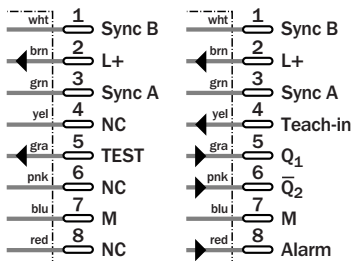 wht 1 Sync B
brn 2 L+
grn 3 Sync A
yel 4 NC
gra 5 TEST
pnk 6 NC
blu 7 M
red 8 NC
wht 1 Sync B
brn 2 L+
grn 3 Sync A
yel 4 Teach-in
gra 5 Q₁
pnk 6 Q̅₂
blu 7 M
red 8 Alarm